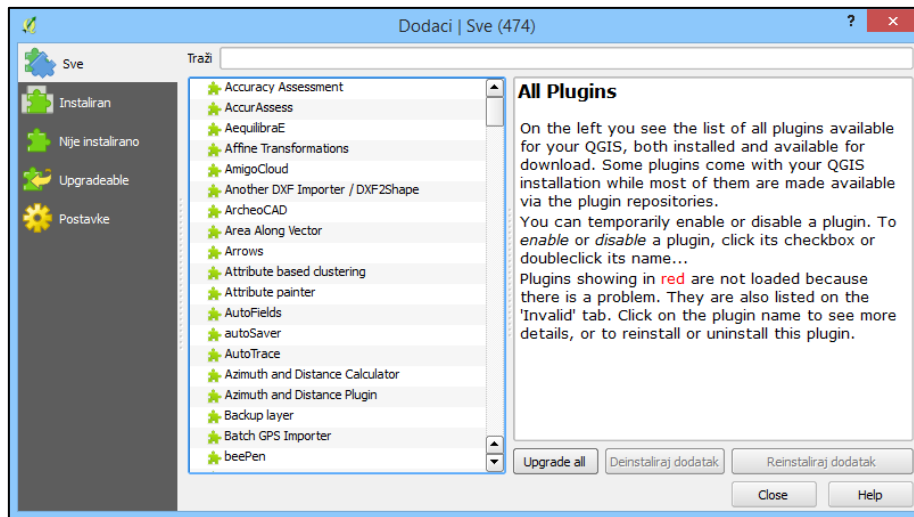 Dodaci | Sve (474)
?
Sve
Instaliran
Nije instalirano
Upgradeable
Postavke
Traži
Accuracy Assessment
AccurAssess
AequilibraE
Affine Transformations
AmigoCloud
Another DXF Importer / DXF2Shape
ArcheoCAD
Area Along Vector
Arrows
Attribute based clustering
Attribute painter
AutoFields
autoSaver
AutoTrace
Azimuth and Distance Calculator
Azimuth and Distance Plugin
Backup layer
Batch GPS Importer
beePen
All Plugins
On the left you see the list of all plugins available
for your QGIS, both installed and available for
download. Some plugins come with your QGIS
installation while most of them are made available
via the plugin repositories.
You can temporarily enable or disable a plugin. To
enable or disable a plugin, click its checkbox or
doubleclick its name...
Plugins showing in red are not loaded because
there is a problem. They are also listed on the
'Invalid' tab. Click on the plugin name to see more
details, or to reinstall or uninstall this plugin.
Upgrade all
Deinstaliraj dodatak
Reinstaliraj dodatak
Close
Help